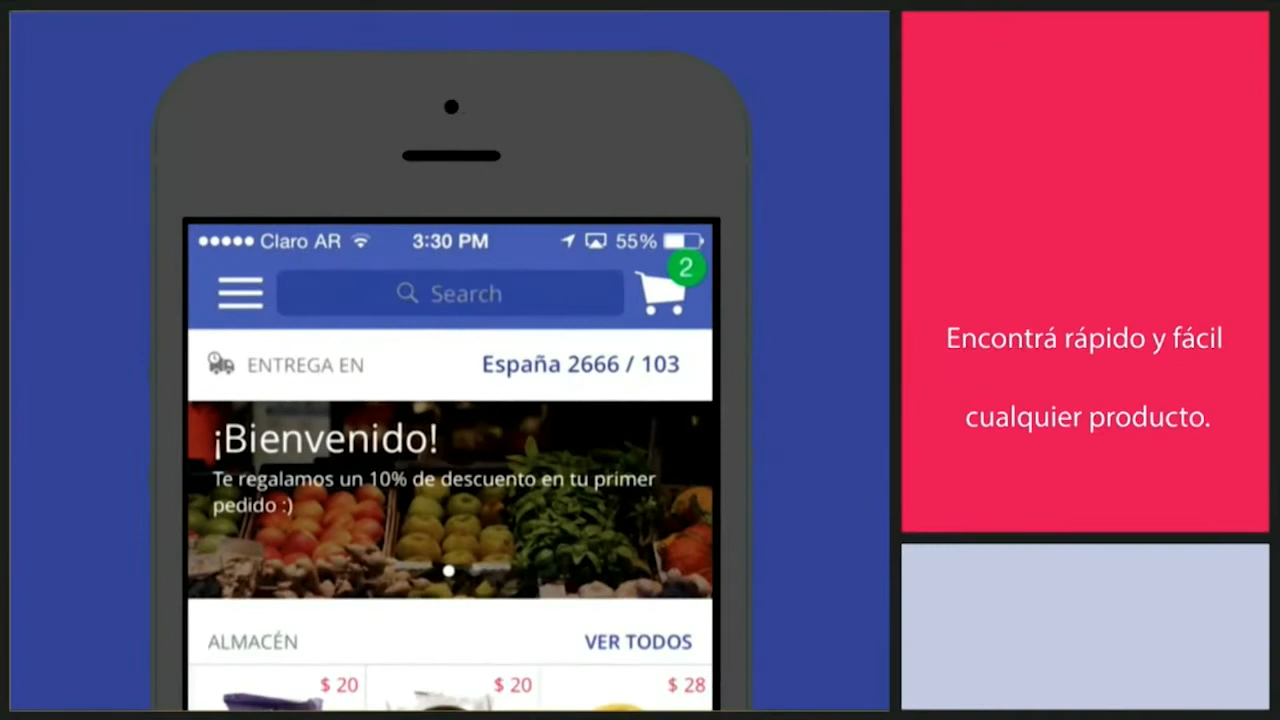 Claro AR 3:30 PM 55%
2
Search
ENTREGA EN España 2666 / 103
¡Bienvenido!
Te regalamos un 10% de descuento en tu primer
pedido :)
ALMACÉN VER TODOS
$ 20 $ 20 $ 28
Encontrá rápido y fácil
cualquier producto.